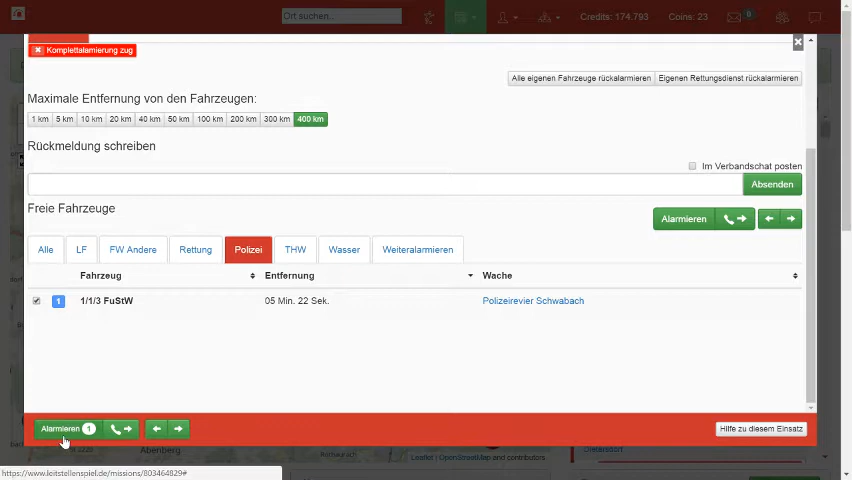 Ort suchen...
Credits: 174.793
Coins: 23
Komplettalamierung zug
Alle eigenen Fahrzeuge rückalarmieren
Eigenen Rettungsdienst rückalarmieren
Maximale Entfernung von den Fahrzeugen:
1 km 5 km 10 km 20 km 40 km 50 km 100 km 200 km 300 km 400 km
Rückmeldung schreiben
Im Verbandschat posten
Absenden
Freie Fahrzeuge
Alarmieren
Alle LF FW Andere Rettung Polizei THW Wasser Weiteralarmieren
Fahrzeug Entfernung Wache
1 1/1/3 FuStW 05 Min. 22 Sek. Polizeirevier Schwabach
Alarmieren 1
Hilfe zu diesem Einsatz
Abenberg
Leaflet | OpenStreetMap and contributors.
https://www.leitstellenspiel.de/missions/803464829#